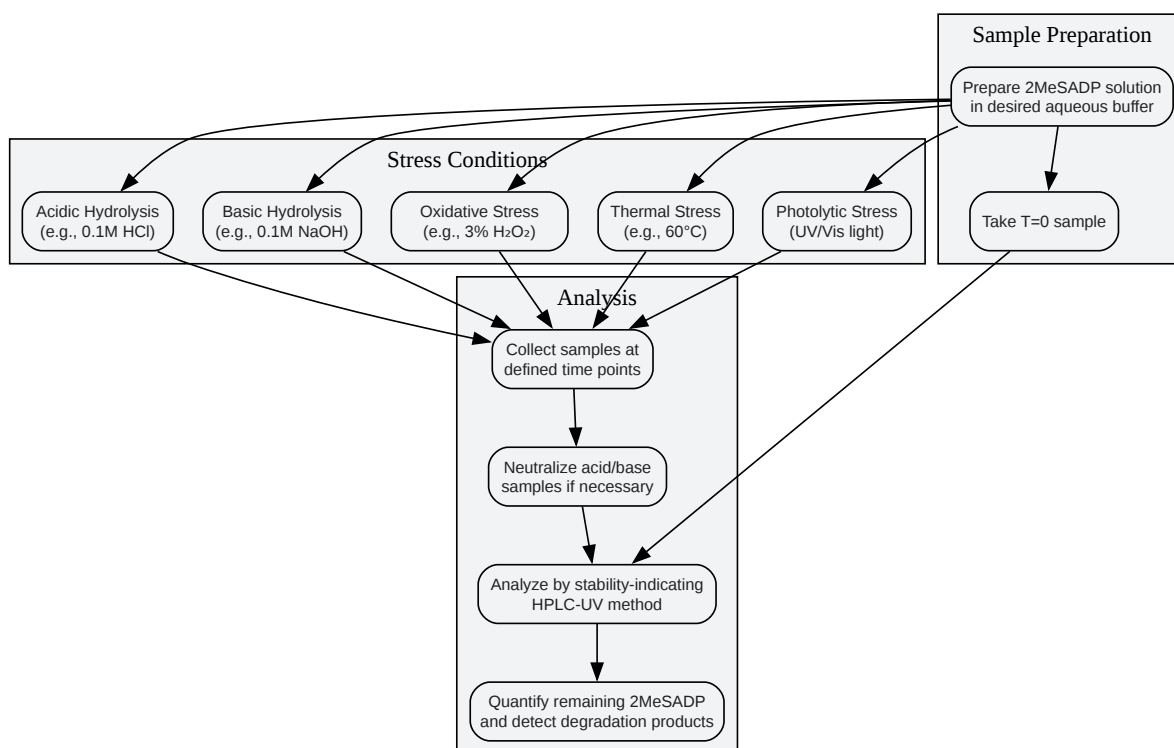 Sample Preparation
Prepare 2MeSADP solution
in desired aqueous buffer
Take T=0 sample
Stress Conditions
Acidic Hydrolysis
(e.g., 0.1M HCl)
Basic Hydrolysis
(e.g., 0.1M NaOH)
Oxidative Stress
(e.g., 3% H₂O₂)
Thermal Stress
(e.g., 60°C)
Photolytic Stress
(UV/Vis light)
Analysis
Collect samples at
defined time points
Neutralize acid/base
samples if necessary
Analyze by stability-indicating
HPLC-UV method
Quantify remaining 2MeSADP
and detect degradation products